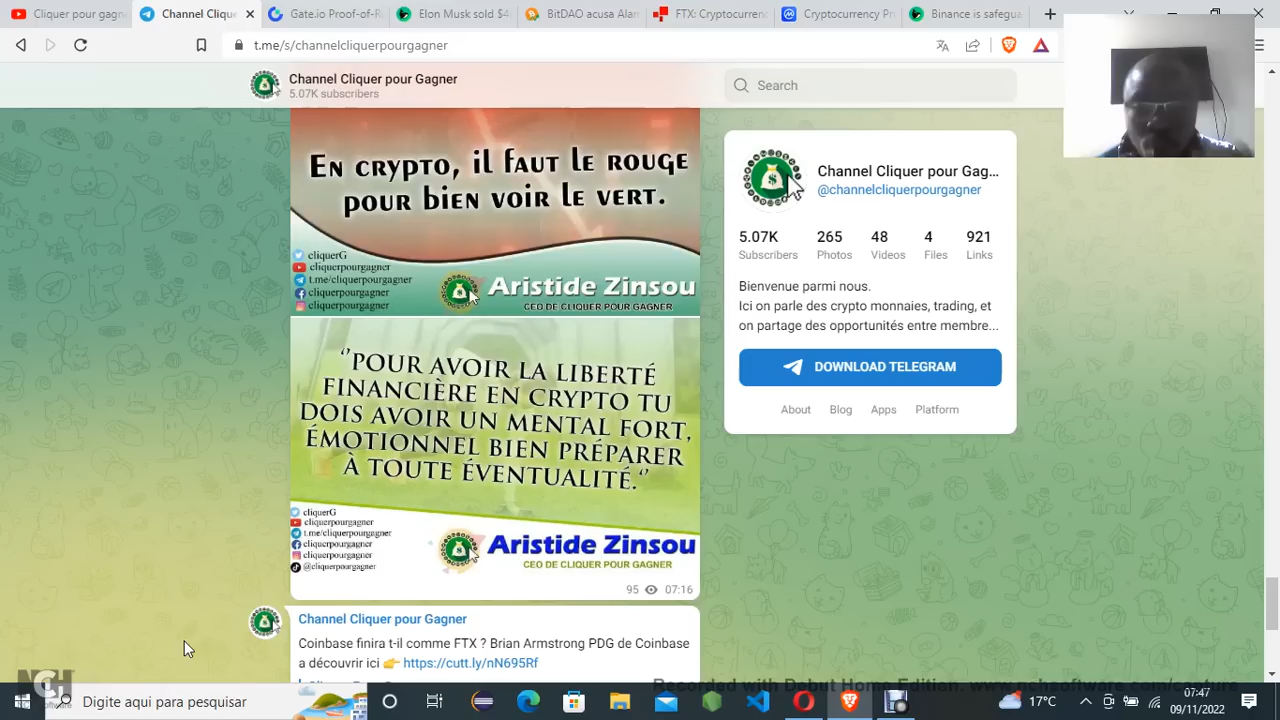 Cliquer pour gagner
Channel Clique
Gate.io Proof-of-R
Elon Musk sold $4
BitDAO acusa Alam
FTX: Cryptocurrenc
Cryptocurrency Pr
Binance is safegua
t.me/s/channelcliquerpourgagner
Channel Cliquer pour Gagner
5.07K subscribers
Search
En crypto, il faut le rouge
pour bien voir le vert.
cliquerG
cliquerpourgagner
t.me/cliquerpourgagner
cliquerpourgagner
cliquerpourgagner
Aristide Zinsou
CEO DE CLIQUER POUR GAGNER
‘’POUR AVOIR LA LIBERTÉ
FINANCIÈRE EN CRYPTO TU
DOIS AVOIR UN MENTAL FORT,
ÉMOTIONNEL BIEN PRÉPARER
À TOUTE ÉVENTUALITÉ.‘’
cliquerG
cliquerpourgagner
t.me/cliquerpourgagner
cliquerpourgagner
cliquerpourgagner
@cliquerpourgagner
Aristide Zinsou
CEO DE CLIQUER POUR GAGNER
95 07:16
Channel Cliquer pour Gagner
Coinbase finira t-il comme FTX ? Brian Armstrong PDG de Coinbase
a découvrir ici 👉 https://cutt.ly/nN695Rf
Channel Cliquer pour Gag...
@channelcliquerpourgagner
5.07K 265 48 4 921
Subscribers Photos Videos Files Links
Bienvenue parmi nous.
Ici on parle des crypto monnaies, trading, et
on partage des opportunités entre membre...
DOWNLOAD TELEGRAM
About Blog Apps Platform
NCH
Software
Recorded with Debut Home Edition. www.nchsoftware.com/capture
Digite aqui para pesquisar
17°C
07:47
09/11/2022